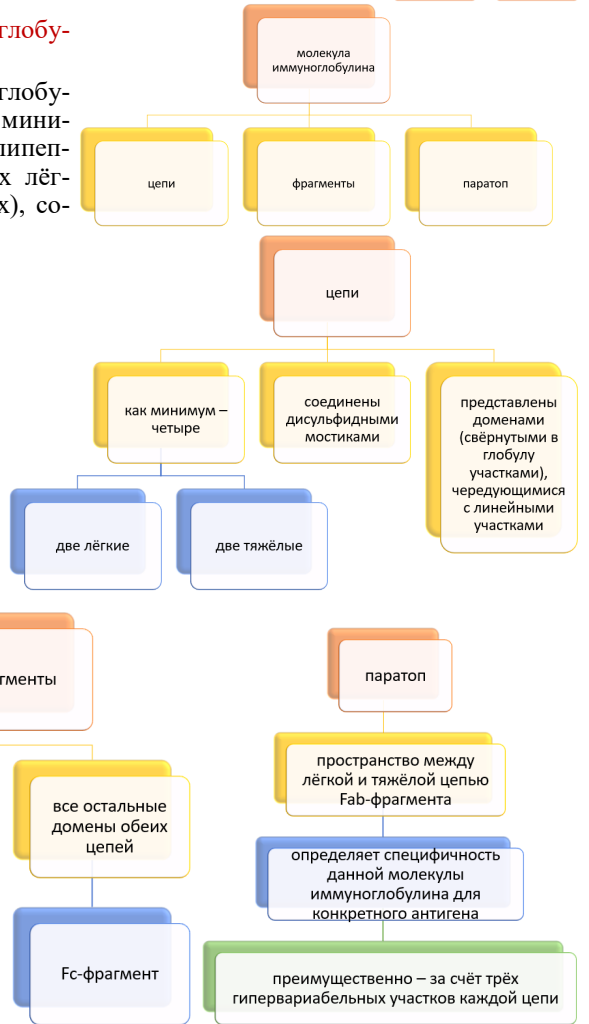 глобу-
глобу-
мини-
липеп-
х лёг-
х), со-
молекула
иммуноглобулина
цепи
фрагменты
паратоп
цепи
как минимум –
четыре
соединены
дисульфидными
мостиками
представлены
доменами
(свёрнутыми в
глобулу
участками),
чередующимися
с линейными
участками
две лёгкие
две тяжёлые
гменты
все остальные
домены обеих
цепей
Fc-фрагмент
паратоп
пространство между
лёгкой и тяжёлой цепью
Fab-фрагмента
определяет специфичность
данной молекулы
иммуноглобулина для
конкретного антигена
преимущественно – за счёт трёх
гипервариабельных участков каждой цепи